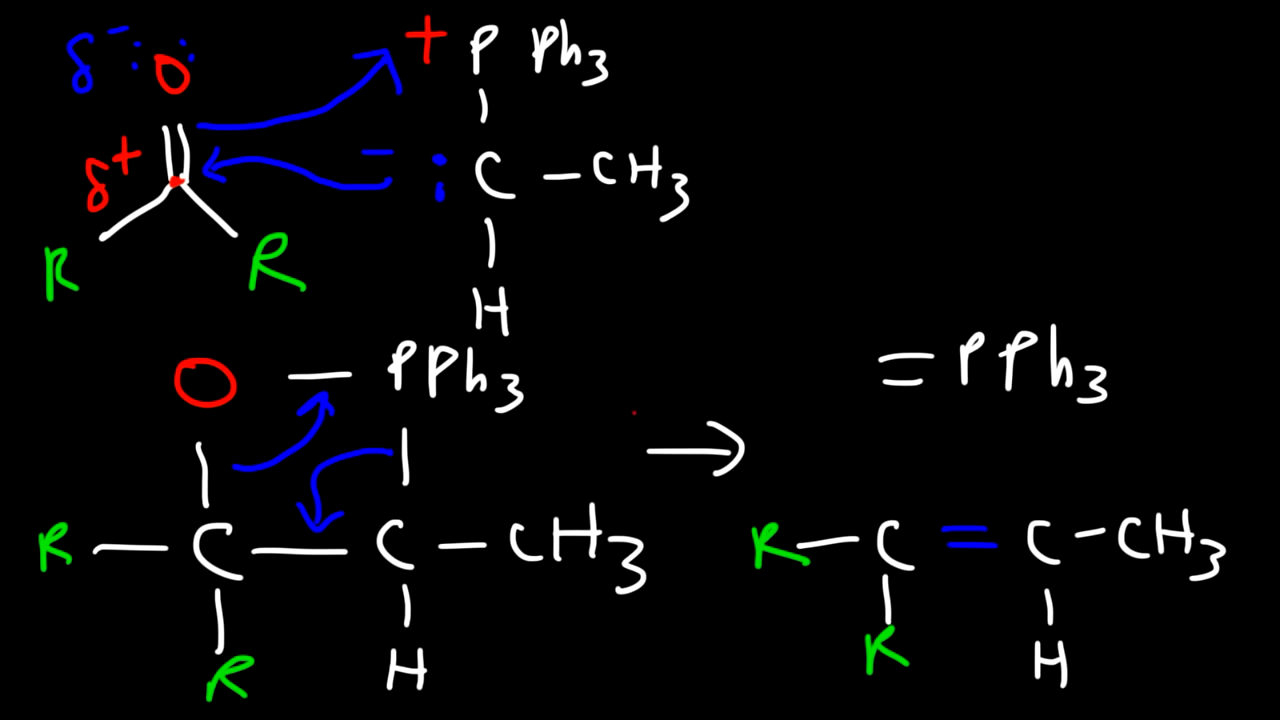 δ⁻ :O: + P Ph₃
δ⁺ - : C – CH₃
R R
H
O – PPh₃ = PPh₃
→
R – C – C – CH₃ R – C = C – CH₃
R H R H